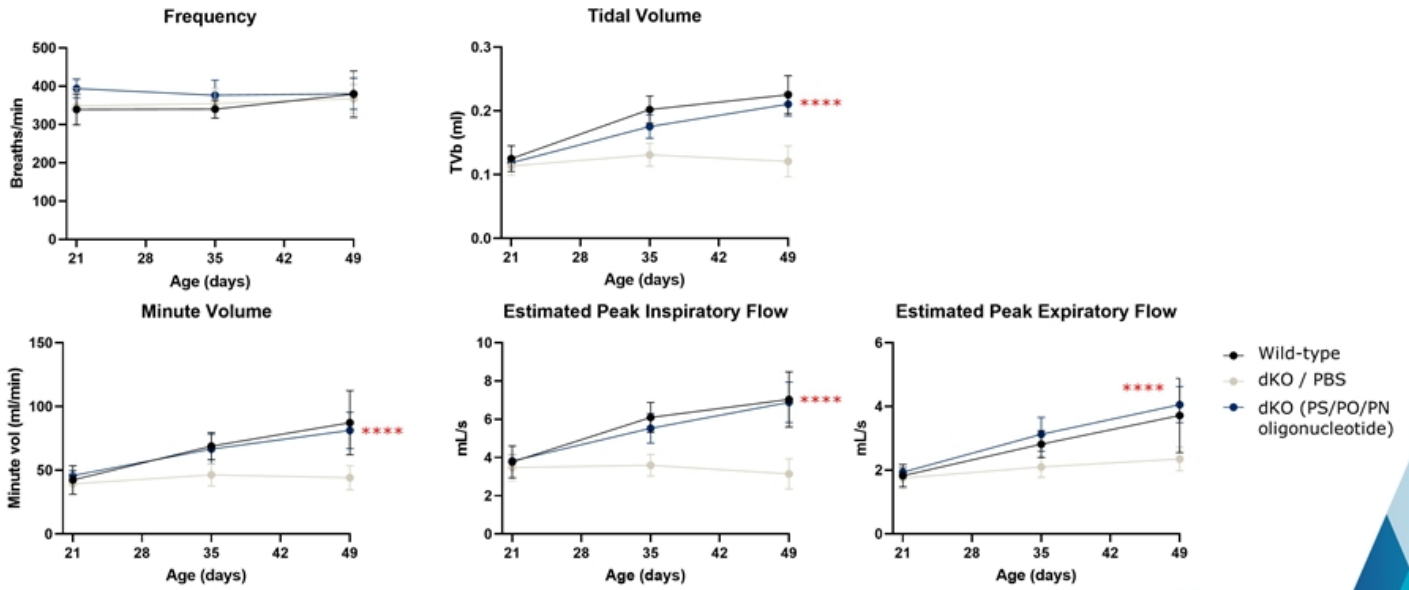 Frequency
Breaths/min
500
400
300
200
100
0
21 28 35 42 49
Age (days)
Tidal Volume
TVb (ml)
0.3
0.2
0.1
0.0
****
21 28 35 42 49
Age (days)
Minute Volume
Minute vol (ml/min)
150
100
50
0
****
21 28 35 42 49
Age (days)
Estimated Peak Inspiratory Flow
mL/s
10
8
6
4
2
0
****
21 28 35 42 49
Age (days)
Estimated Peak Expiratory Flow
mL/s
6
4
2
0
****
21 28 35 42 49
Age (days)
Wild-type
dKO / PBS
dKO (PS/PO/PN
oligonucleotide)